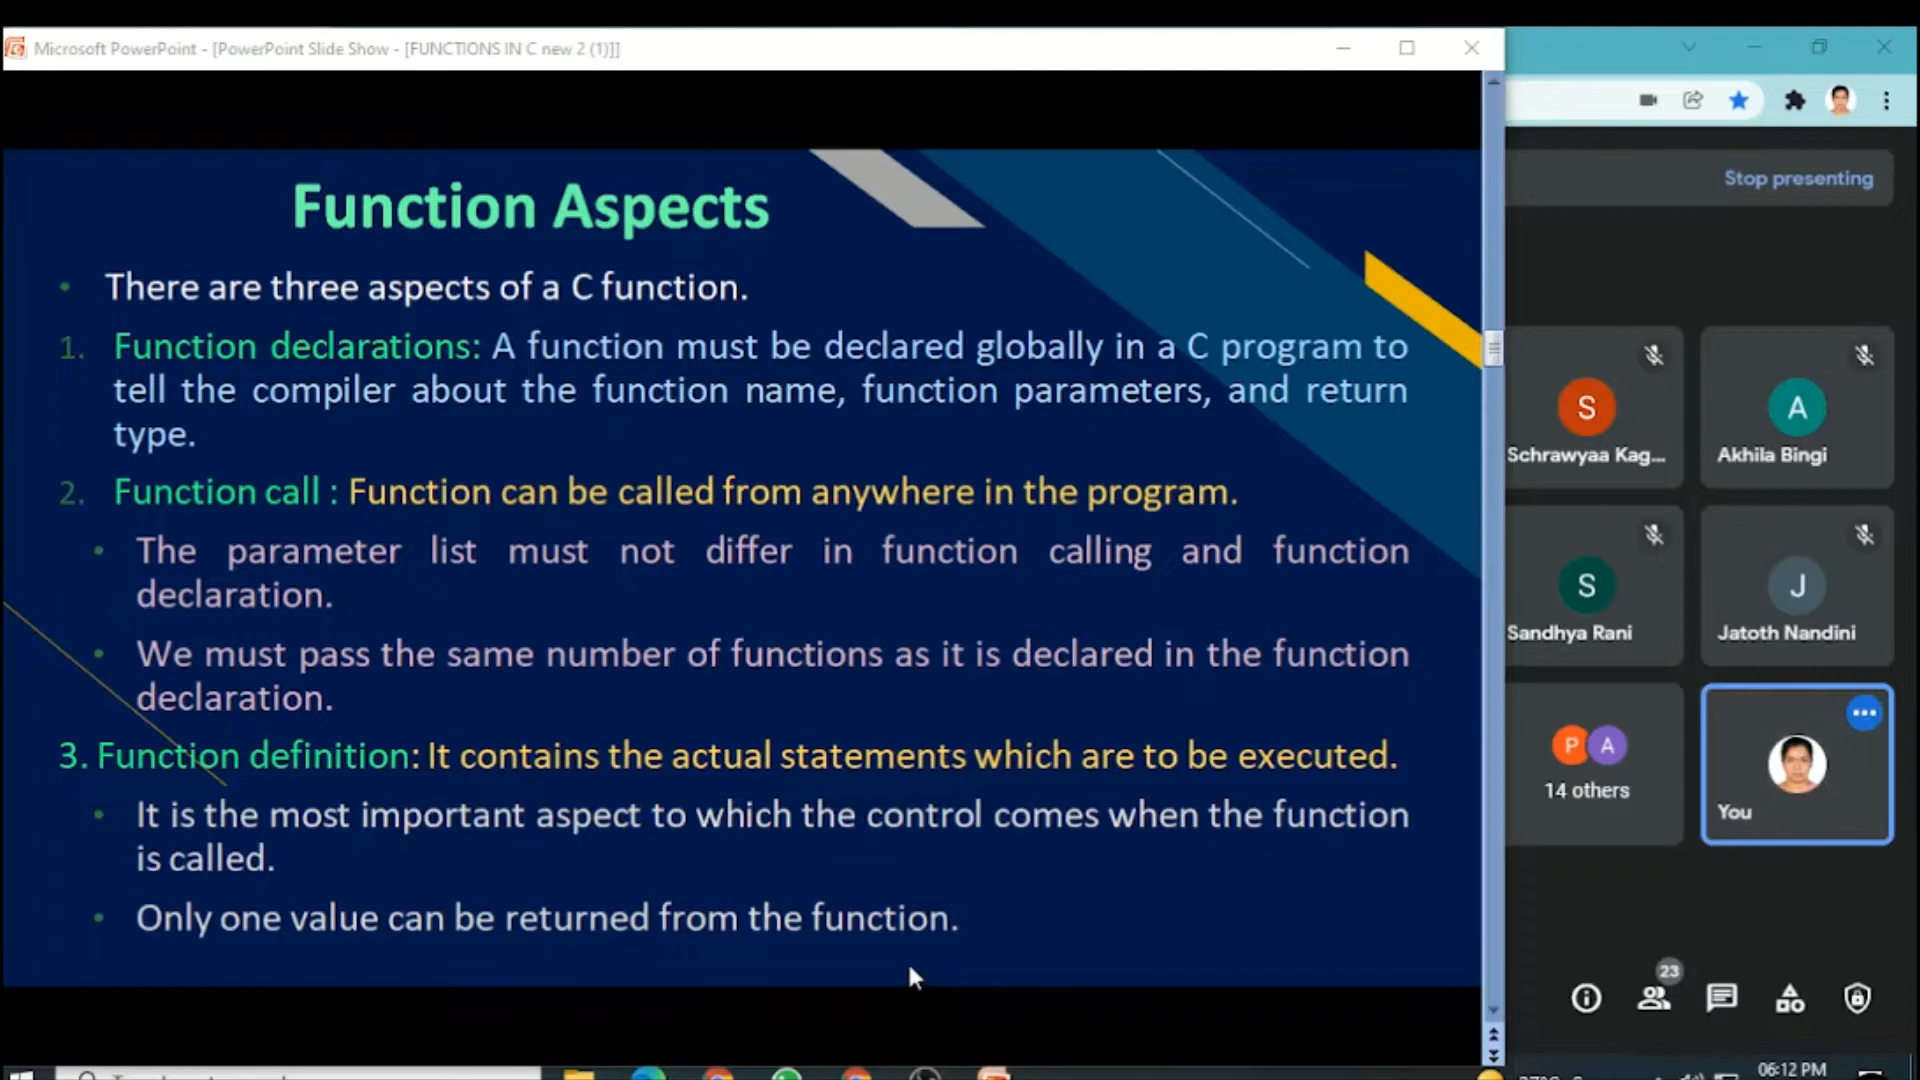 Microsoft PowerPoint - [PowerPoint Slide Show - [FUNCTIONS IN C new 2 (1)]]
Stop presenting
Function Aspects
• There are three aspects of a C function.
1. Function declarations: A function must be declared globally in a C program to
tell the compiler about the function name, function parameters, and return
type.
2. Function call : Function can be called from anywhere in the program.
• The parameter list must not differ in function calling and function
declaration.
• We must pass the same number of functions as it is declared in the function
declaration.
3. Function definition: It contains the actual statements which are to be executed.
• It is the most important aspect to which the control comes when the function
is called.
• Only one value can be returned from the function.
S
Schrawyaa Kag...
A
Akhila Bingi
S
Sandhya Rani
J
Jatoth Nandini
P A
14 others
You
23
06:12 PM